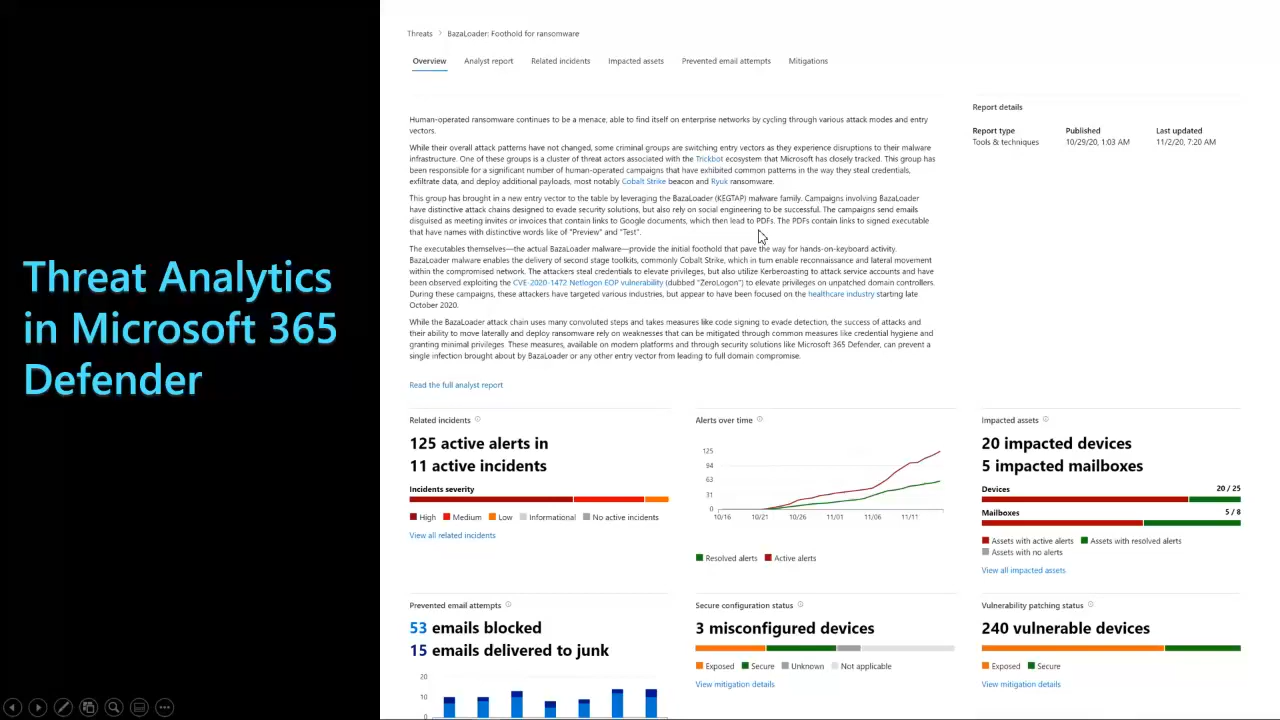 Threat Analytics
in Microsoft 365
Defender
Threats > BazaLoader: Foothold for ransomware
Overview Analyst report Related incidents Impacted assets Prevented email attempts Mitigations
Human-operated ransomware continues to be a menace, able to find itself on enterprise networks by cycling through various attack modes and entry
vectors.
While their overall attack patterns have not changed, some criminal groups are switching entry vectors as they experience disruptions to their malware
infrastructure. One of these groups is a cluster of threat actors associated with the Trickbot ecosystem that Microsoft has closely tracked. This group has
been responsible for a significant number of human-operated campaigns that have exhibited common patterns in the way they steal credentials,
exfiltrate data, and deploy additional payloads, most notably Cobalt Strike beacon and Ryuk ransomware.
This group has brought in a new entry vector to the table by leveraging the BazaLoader (KEGTAP) malware family. Campaigns involving BazaLoader
have distinctive attack chains designed to evade security solutions, but also rely on social engineering to be successful. The campaigns send emails
disguised as meeting invites or invoices that contain links to Google documents, which then lead to PDFs. The PDFs contain links to signed executable
that have names with distinctive words like of "Preview" and "Test".
The executables themselves—the actual BazaLoader malware—provide the initial foothold that pave the way for hands-on-keyboard activity.
BazaLoader malware enables the delivery of second stage toolkits, commonly Cobalt Strike, which in turn enable reconnaissance and lateral movement
within the compromised network. The attackers steal credentials to elevate privileges, but also utilize Kerberoasting to attack service accounts and have
been observed exploiting the CVE-2020-1472 Netlogon EOP vulnerability (dubbed "ZeroLogon") to elevate privileges on unpatched domain controllers.
During these campaigns, these attackers have targeted various industries, but appear to have been focused on the healthcare industry starting late
October 2020.
While the BazaLoader attack chain uses many convoluted steps and takes measures like code signing to evade detection, the success of attacks and
their ability to move laterally and deploy ransomware rely on weaknesses that can be mitigated through common measures like credential hygiene and
granting minimal privileges. These measures, available on modern platforms and through security solutions like Microsoft 365 Defender, can prevent a
single infection brought about by BazaLoader or any other entry vector from leading to full domain compromise.
Read the full analyst report
Report details
Report type Published Last updated
Tools & techniques 10/29/20, 1:03 AM 11/2/20, 7:20 AM
Related incidents
125 active alerts in
11 active incidents
Incidents severity
High Medium Low Informational No active incidents
View all related incidents
Alerts over time
125
94
63
31
0
10/16 10/21 10/26 11/01 11/06 11/11
Resolved alerts Active alerts
Impacted assets
20 impacted devices
5 impacted mailboxes
Devices 20 / 25
Mailboxes 5 / 8
Assets with active alerts Assets with resolved alerts
Assets with no alerts
View all impacted assets
Prevented email attempts
53 emails blocked
15 emails delivered to junk
20
10
0
Secure configuration status
3 misconfigured devices
Exposed Secure Unknown Not applicable
View mitigation details
Vulnerability patching status
240 vulnerable devices
Exposed Secure
View mitigation details